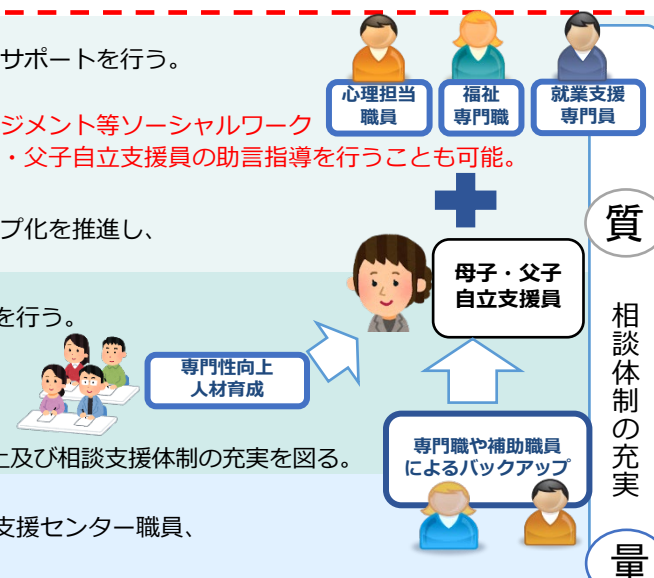 サポートを行う。
心理担当
職員
福祉
専門職
就業支援
専門員
ジメント等ソーシャルワーク
・父子自立支援員の助言指導を行うことも可能。
プ化を推進し、
質
母子・父子
自立支援員
を行う。
専門性向上
人材育成
相談体制の充実
専門職や補助職員
によるバックアップ
上及び相談支援体制の充実を図る。
支援センター職員、
量